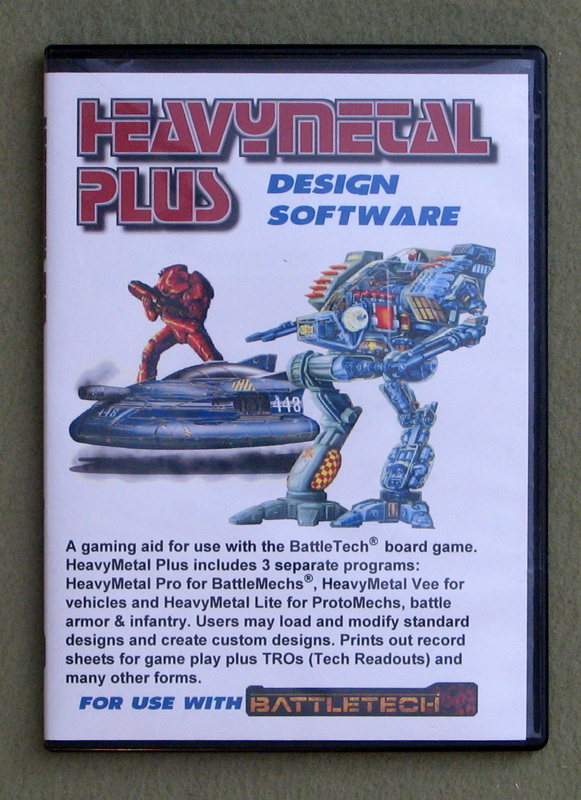 HEAVYMETAL
PLUS
DESIGN
SOFTWARE
448
448
A gaming aid for use with the BattleTech® board game.
HeavyMetal Plus includes 3 separate programs:
HeavyMetal Pro for BattleMechs®, HeavyMetal Vee for
vehicles and HeavyMetal Lite for ProtoMechs, battle
armor & infantry. Users may load and modify standard
designs and create custom designs. Prints out record
sheets for game play plus TROs (Tech Readouts) and
many other forms.
FOR USE WITH BATTLETECH